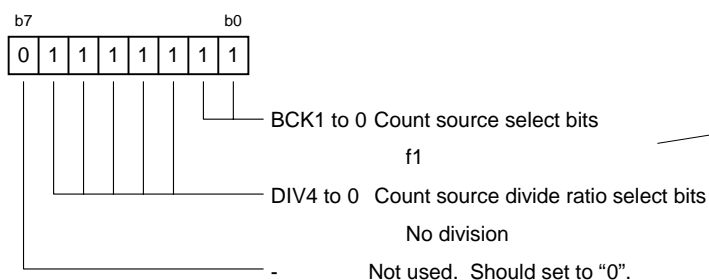 b7 b0
0 1 1 1 1 1 1 1
BCK1 to 0 Count source select bits
f1
DIV4 to 0 Count source divide ratio select bits
No division
- Not used. Should set to “0”.